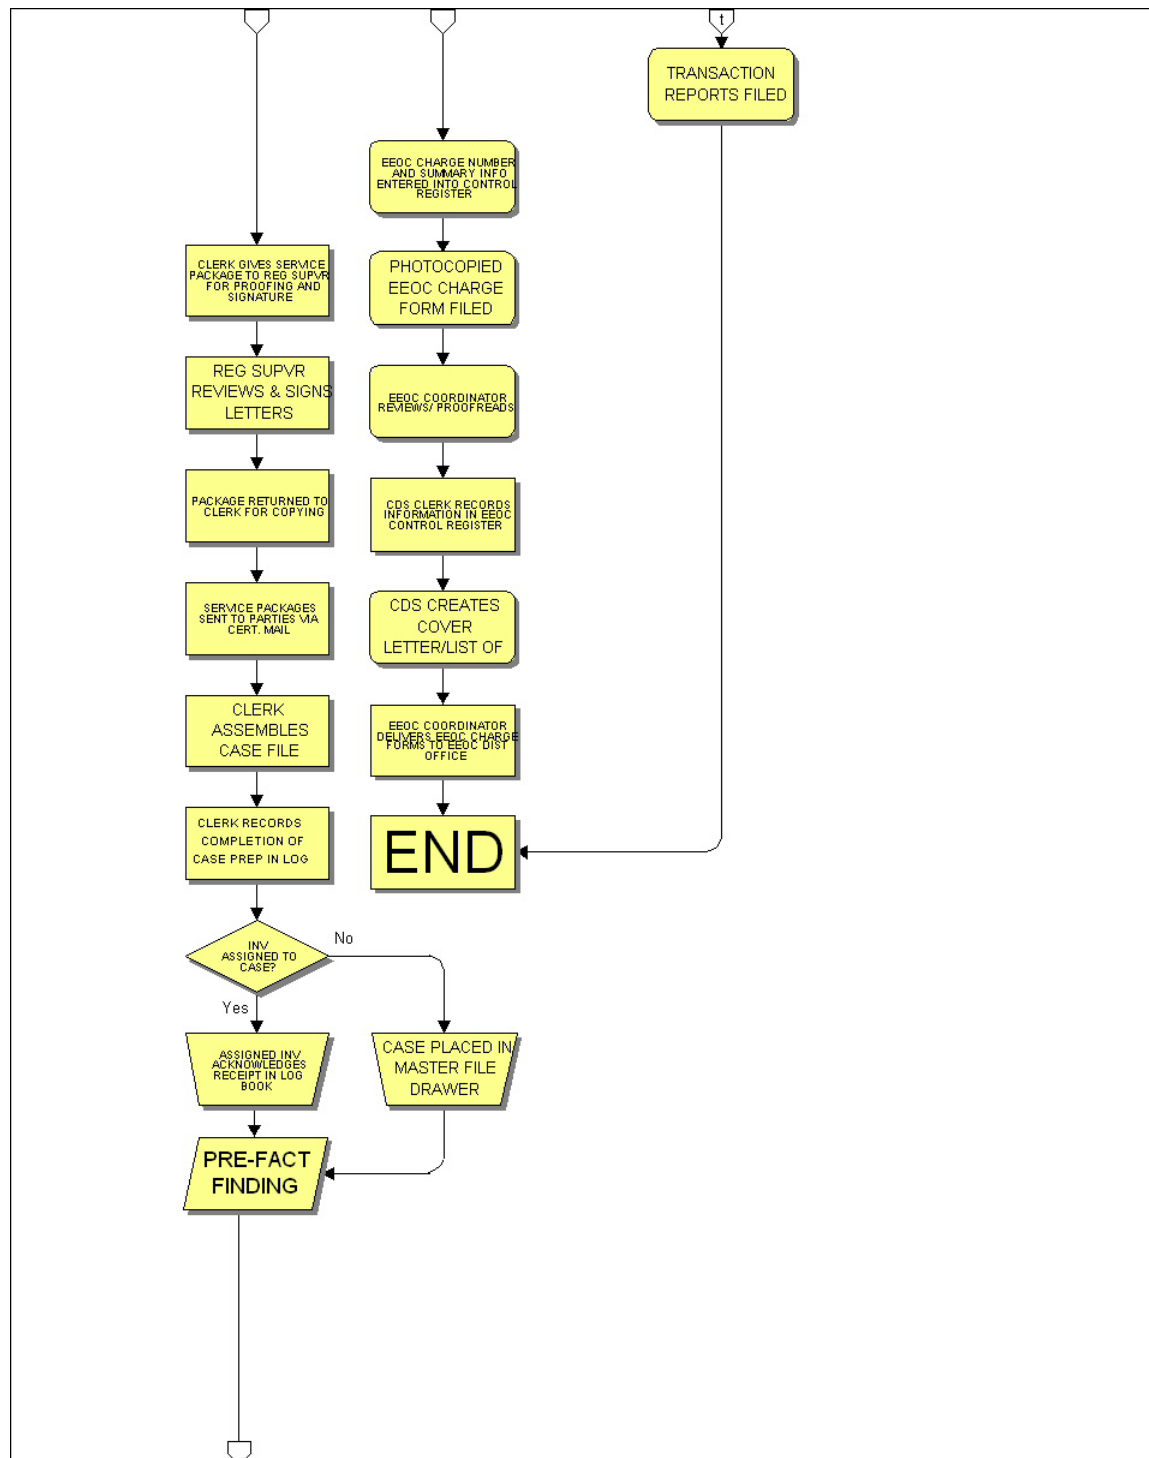 t
TRANSACTION
REPORTS FILED
EEOC CHARGE NUMBER
AND SUMMARY INFO
ENTERED INTO CONTROL
REGISTER
CLERK GIVES SERVICE
PACKAGE TO REG SUPVR
FOR PROOFING AND
SIGNATURE
PHOTOCOPIED
EEOC CHARGE
FORM FILED
REG SUPVR
REVIEWS & SIGNS
LETTERS
EEOC COORDINATOR
REVIEWS/ PROOFREADS
PACKAGE RETURNED TO
CLERK FOR COPYING
CDS CLERK RECORDS
INFORMATION IN EEOC
CONTROL REGISTER
SERVICE PACKAGES
SENT TO PARTIES VIA
CERT. MAIL
CDS CREATES
COVER
LETTER/LIST OF
CLERK
ASSEMBLES
CASE FILE
EEOC COORDINATOR
DELIVERS EEOC CHARGE
FORMS TO EEOC DIST
OFFICE
CLERK RECORDS
COMPLETION OF
CASE PREP IN LOG
END
INV
ASSIGNED TO
CASE?
No
Yes
ASSIGNED INV
ACKNOWLEDGES
RECEIPT IN LOG
BOOK
CASE PLACED IN
MASTER FILE
DRAWER
PRE-FACT
FINDING